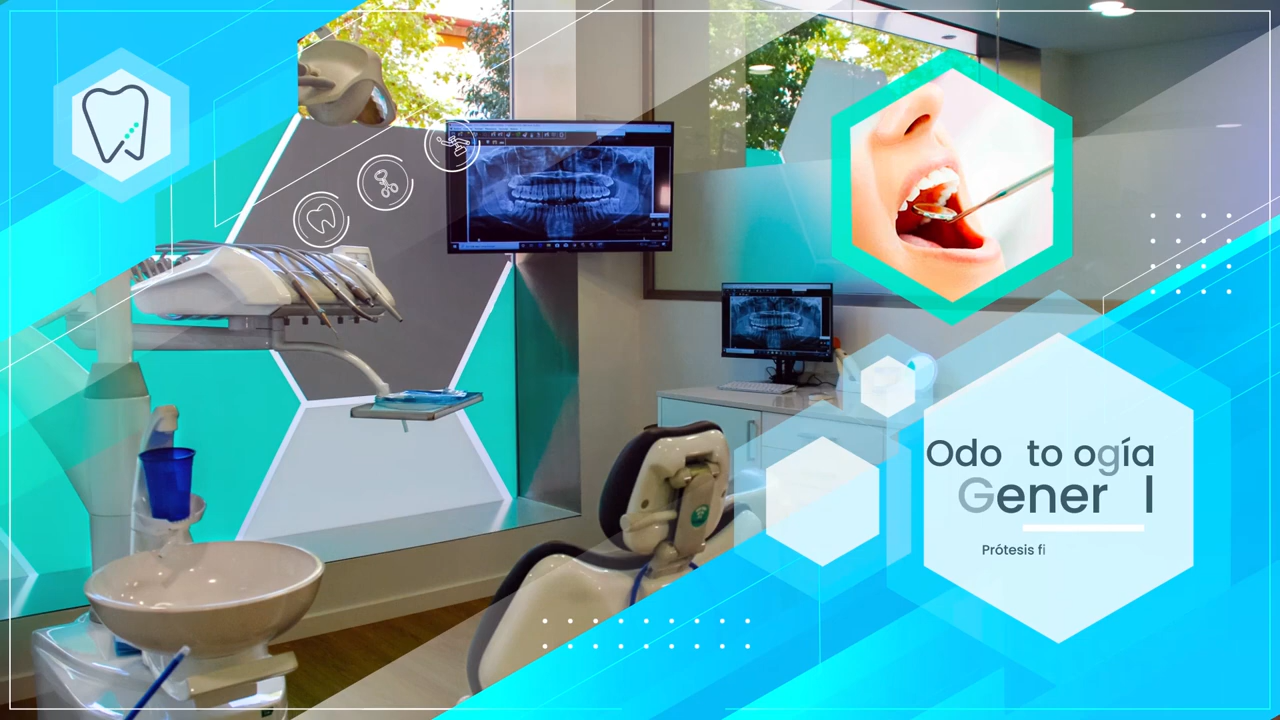 Odo to ogía
Gener l
Prótesis fi